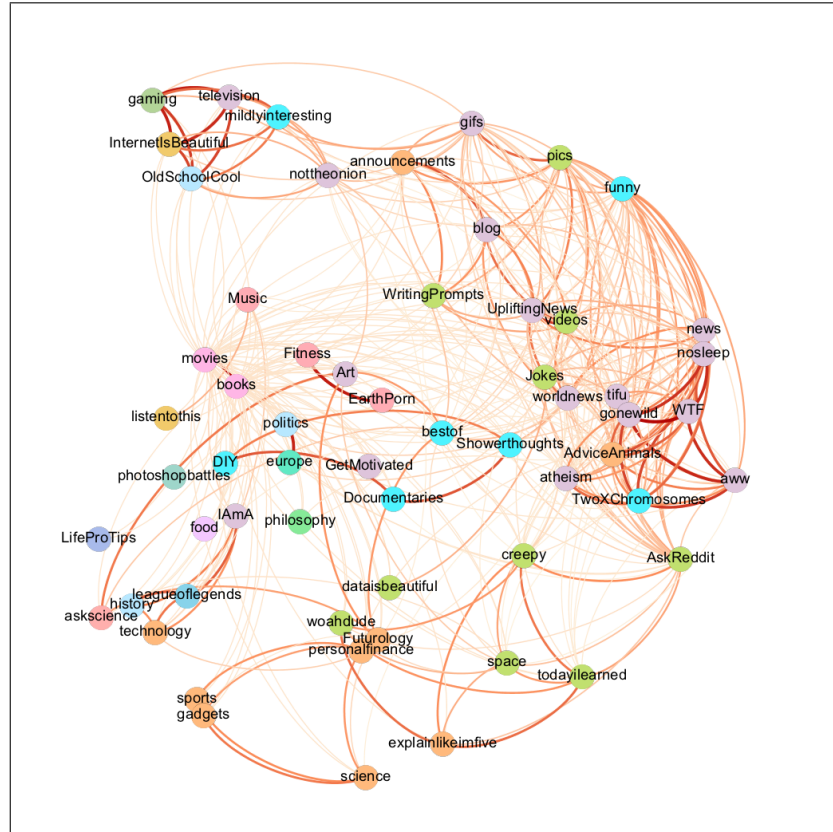 gaming
television
mildlyinteresting
InternetIsBeautiful
OldSchoolCool
nottheonion
announcements
gifs
pics
funny
blog
WritingPrompts
UpliftingNews
videos
news
nosleep
Music
movies
books
Fitness
Art
EarthPorn
Jokes
worldnews
tifu
gonewild
WTF
listentothis
politics
bestof
Showerthoughts
AdviceAnimals
photoshopbattles
DIY
europe
GetMotivated
atheism
aww
TwoXChromosomes
Documentaries
LifeProTips
food
IAmA
philosophy
creepy
AskReddit
askscience
history
leagueoflegends
technology
dataisbeautiful
woahdude
Futurology
personalfinance
space
todayilearned
sports
gadgets
explainlikeimfive
science